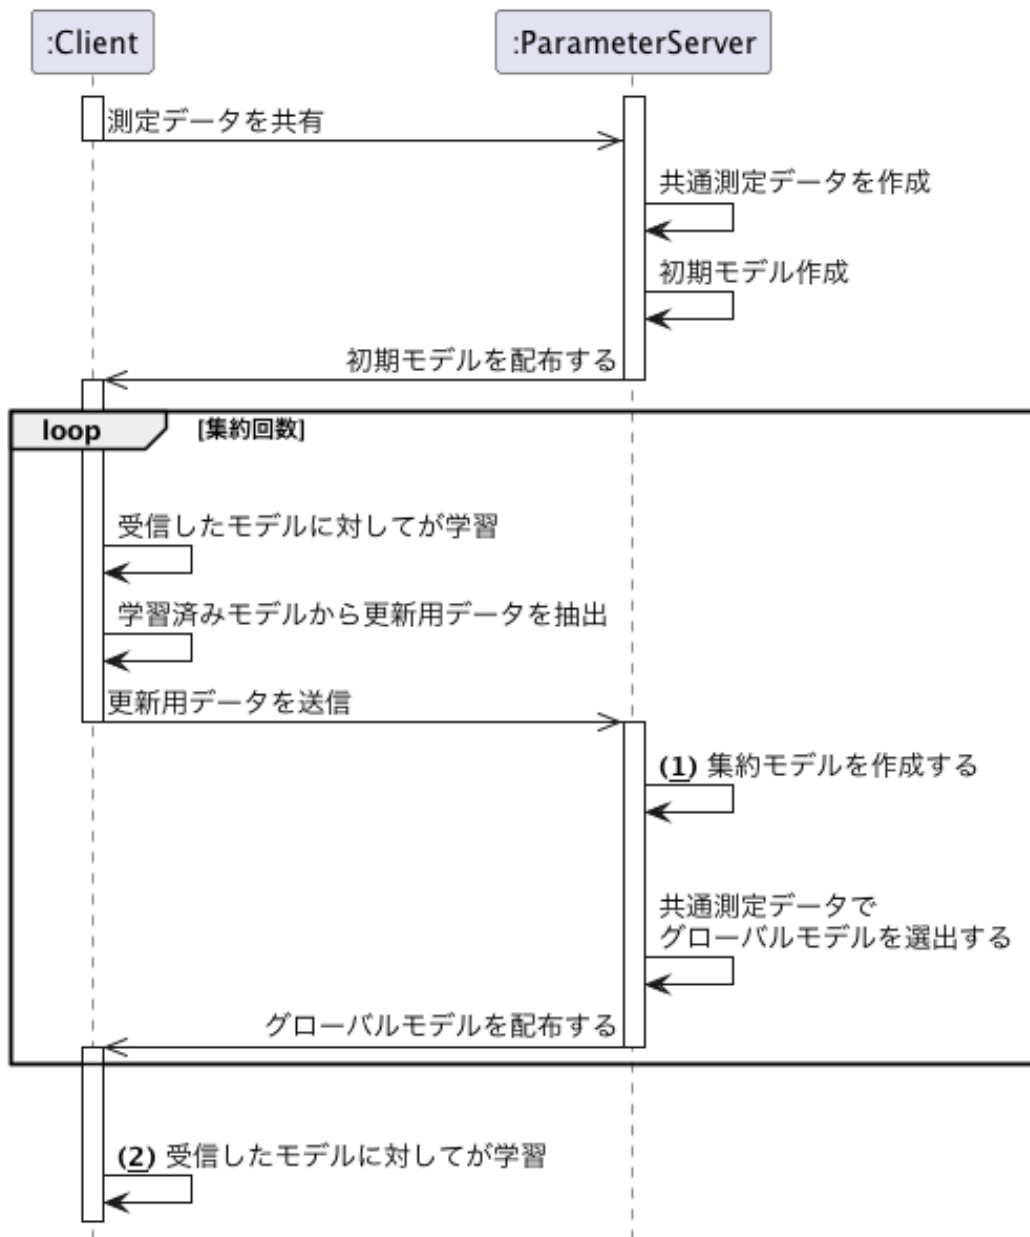 :Client
:ParameterServer
測定データを共有
共通測定データを作成
初期モデル作成
初期モデルを配布する
loop
[集約回数]
受信したモデルに対してが学習
学習済みモデルから更新用データを抽出
更新用データを送信
(1) 集約モデルを作成する
共通測定データで
グローバルモデルを選出する
グローバルモデルを配布する
(2) 受信したモデルに対してが学習